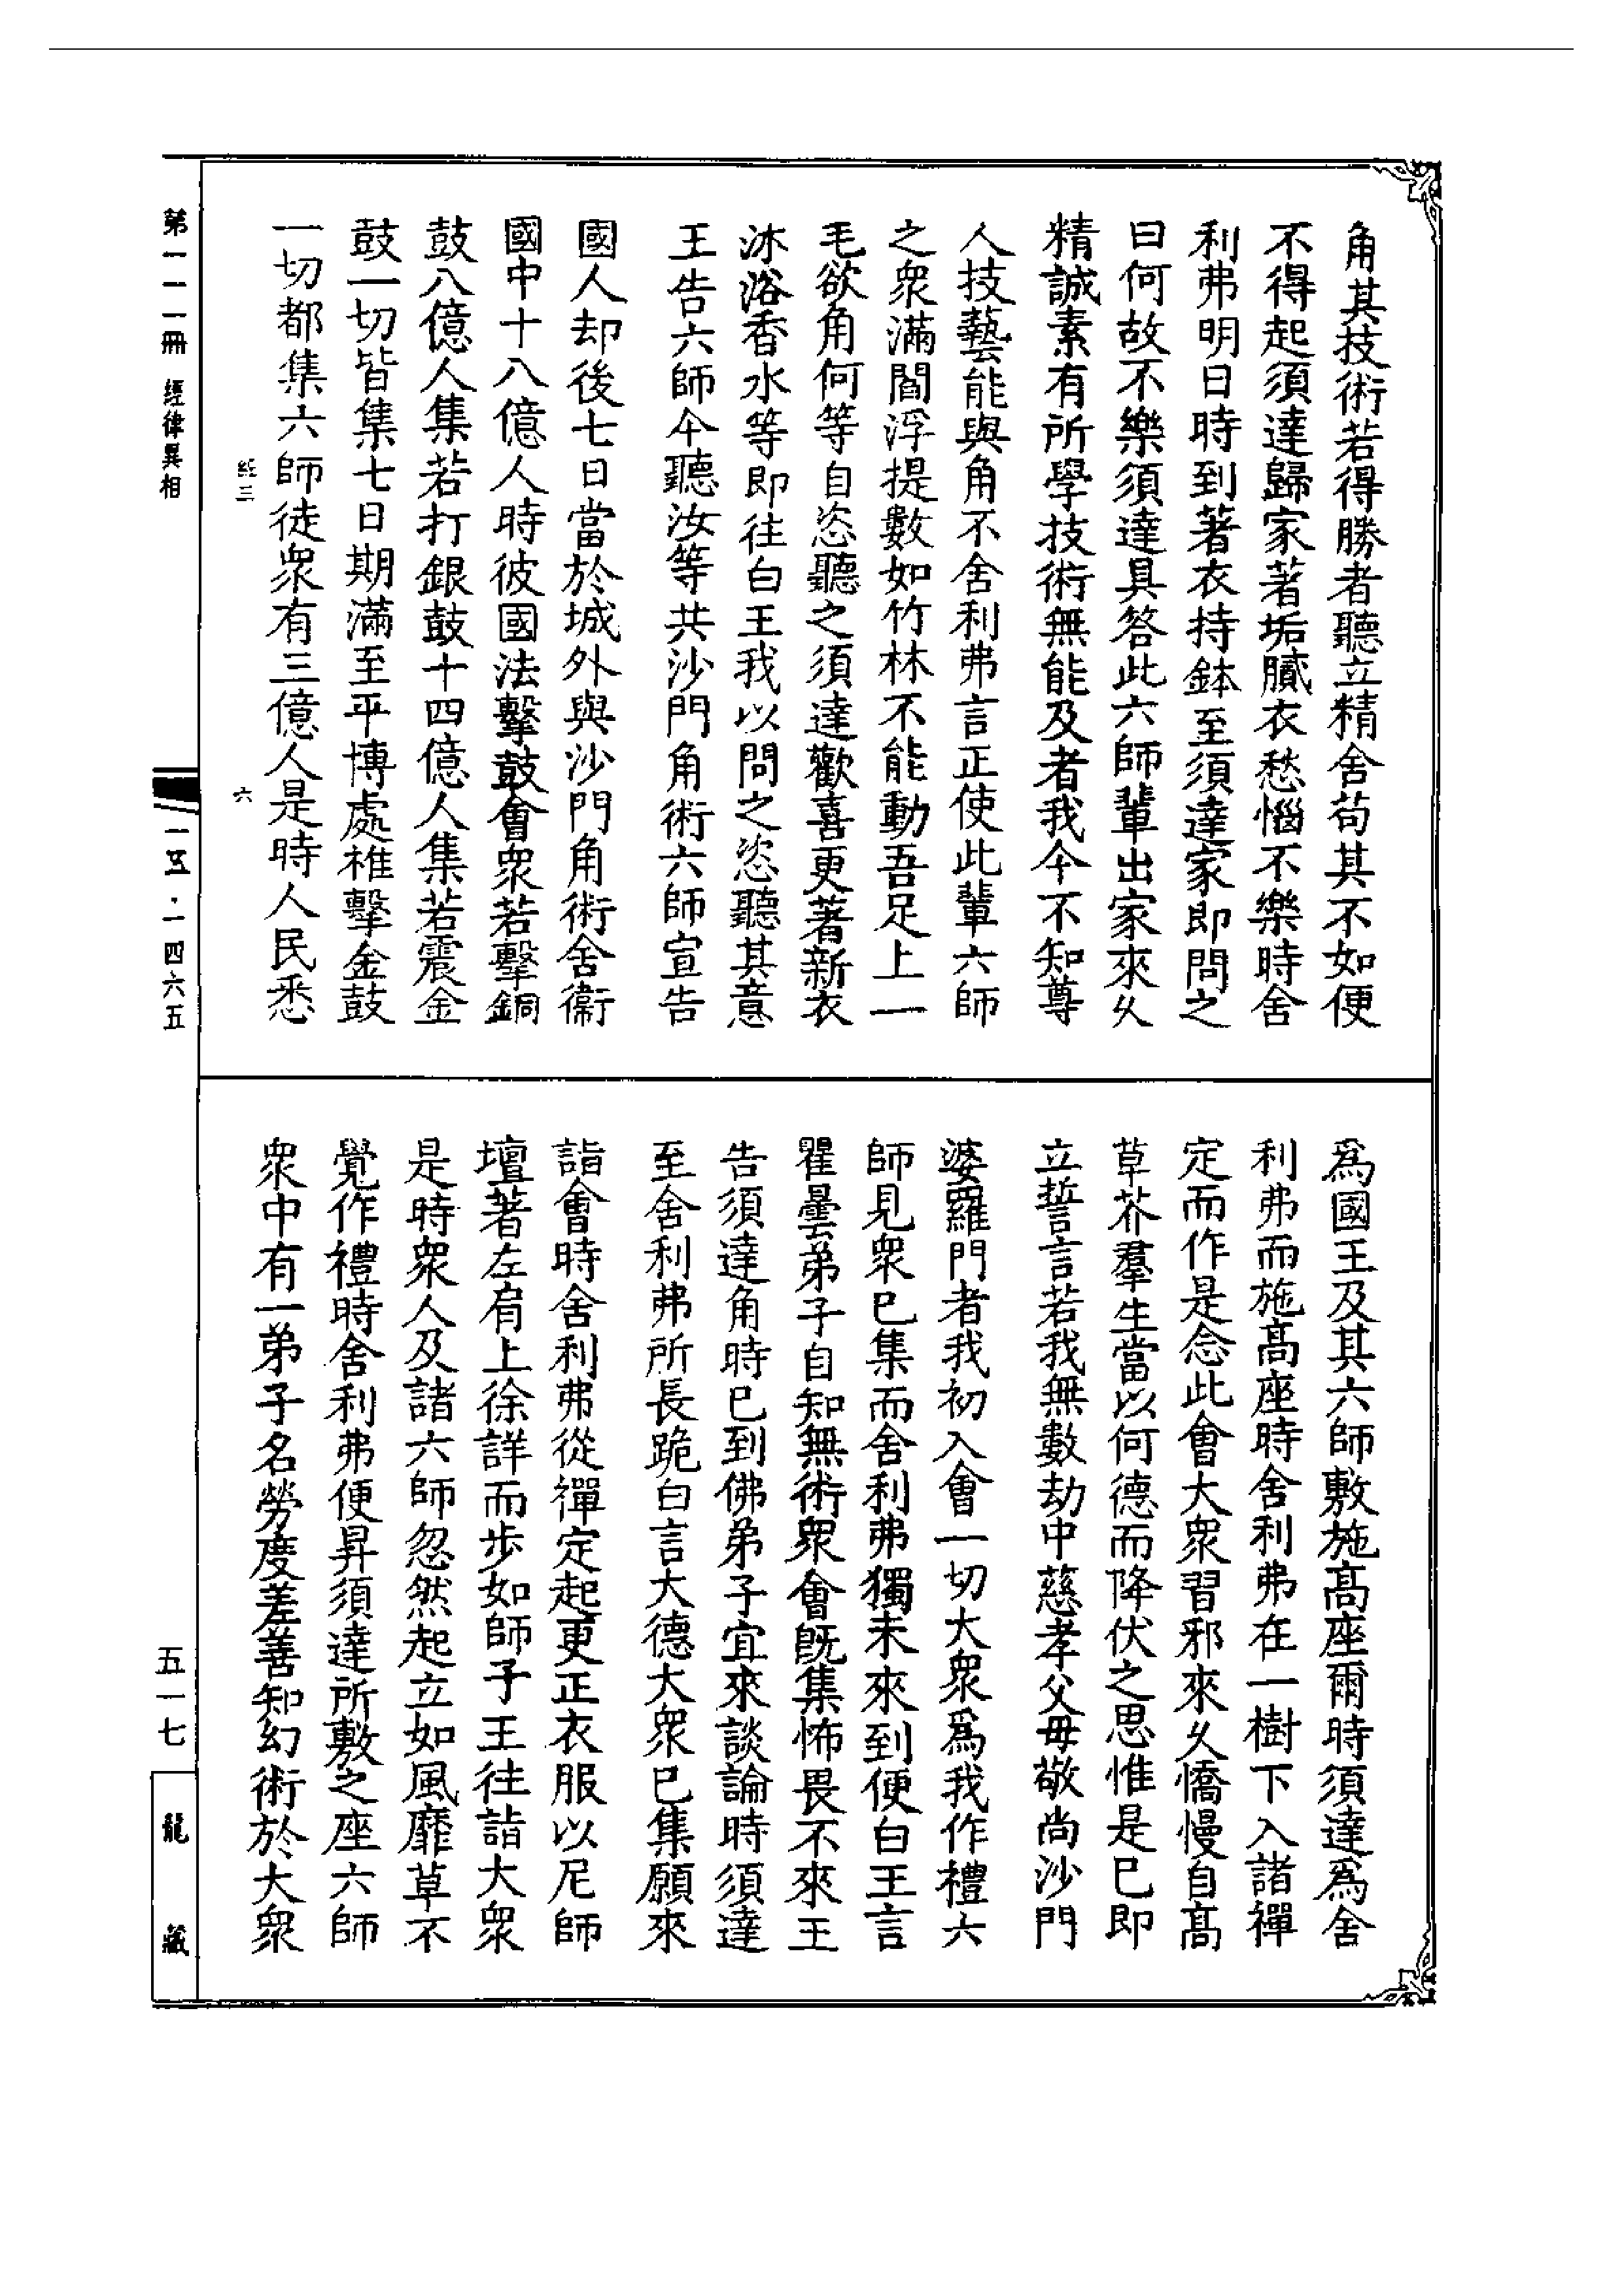 角其技術若得勝者聽立精舍苟其不如便
不得起須達歸家著垢膩衣愁惱不樂時舍
利弗明日時到著衣持鉢至須達家即問之
曰何故不樂須達具答此六師輩出家來久
精誠素有所學技術無能及者我今不知尊
人技藝能與角不舍利弗言正使此輩六師
之衆滿閻浮提數如竹林不能動吾足上一
毛欲角何等自恣聽之須達歡喜更著新衣
沐浴香水等即往白王我以問之恣聽其意
王告六師今聽汝等共沙門角術六師宣告
國人却後七日當於城外與沙門角術舍衞
國中十八億人時彼國法擊鼓會衆若擊銅
鼓八億人集若打銀鼓十四億人集若震金
鼓一切皆集七日期滿至平博處椎擊金鼓
一切都集六師徒衆有三億人是時人民悉
爲國王及其六師敷施高座爾時須達爲舍
利弗而施高座時舍利弗在一樹下入諸禪
定而作是念此會大衆習邪來久憍慢自高
草芥羣生當以何德而降伏之思惟是已即
立誓言若我無數劫中慈孝父母敬尚沙門
婆羅門者我初入會一切大衆爲我作禮六
師見衆已集而舍利弗獨未來到便白王言
瞿曇弟子自知無術衆會既集怖畏不來王
告須達角時已到佛弟子宜來談論時須達
至舍利弗所長跪白言大德大衆已集願來
詣會時舍利弗從禪定起更正衣服以尼師
壇著左肩上徐詳而步如師子王往詣大衆
是時衆人及諸六師忽然起立如風靡草不
覺作禮時舍利弗便昇須達所敷之座六師
衆中有一弟子名勞度差善知幻術於大衆
第一一一冊 經律異相
六
一五·一四六五
五一七
龍藏